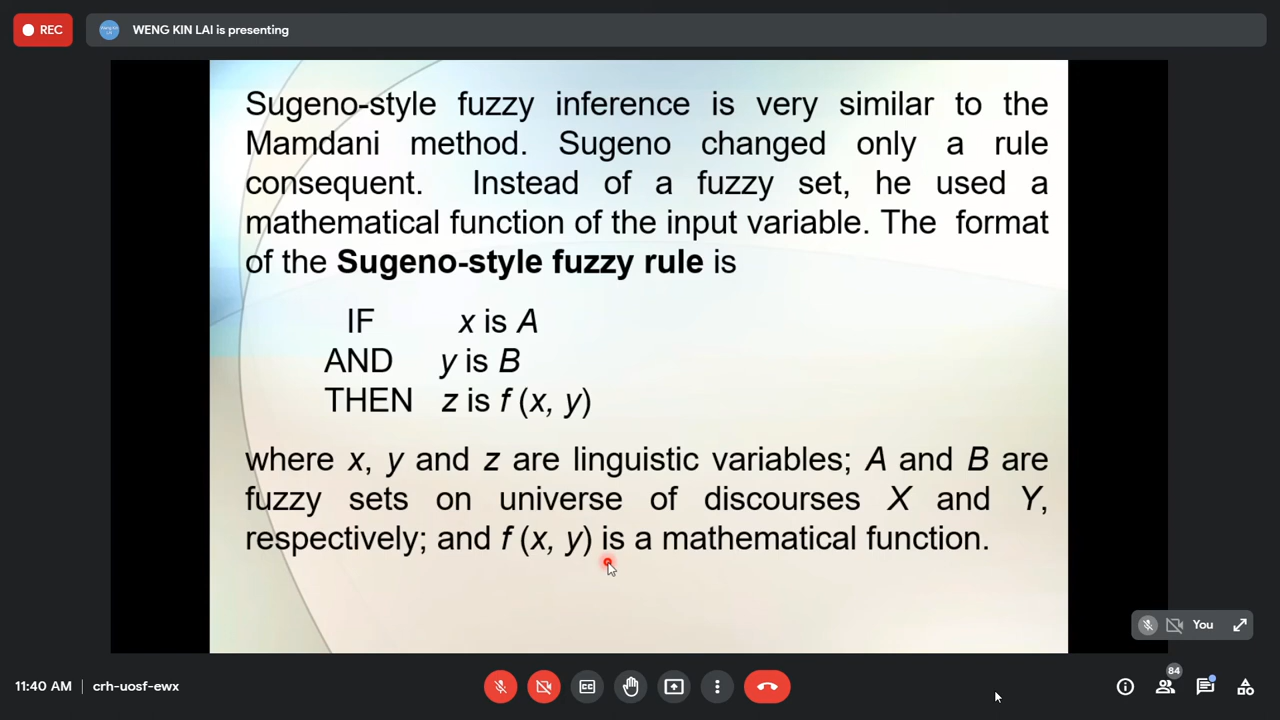 REC
WENG KIN LAI is presenting
Sugeno-style fuzzy inference is very similar to the
Mamdani method. Sugeno changed only a rule
consequent. Instead of a fuzzy set, he used a
mathematical function of the input variable. The format
of the Sugeno-style fuzzy rule is
IF x is A
AND y is B
THEN z is f (x, y)
where x, y and z are linguistic variables; A and B are
fuzzy sets on universe of discourses X and Y,
respectively; and f (x, y) is a mathematical function.
You
11:40 AM | crh-uosf-ewx
84